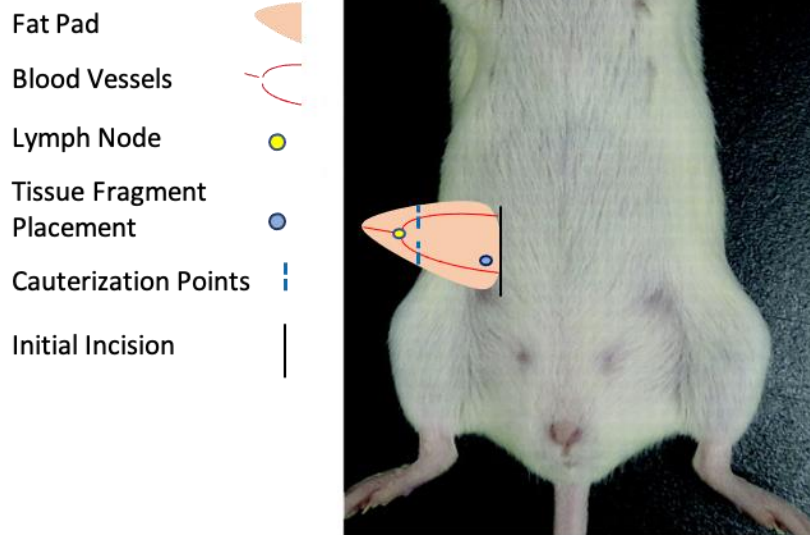 Fat Pad
Blood Vessels
Lymph Node
Tissue Fragment
Placement
Cauterization Points
Initial Incision